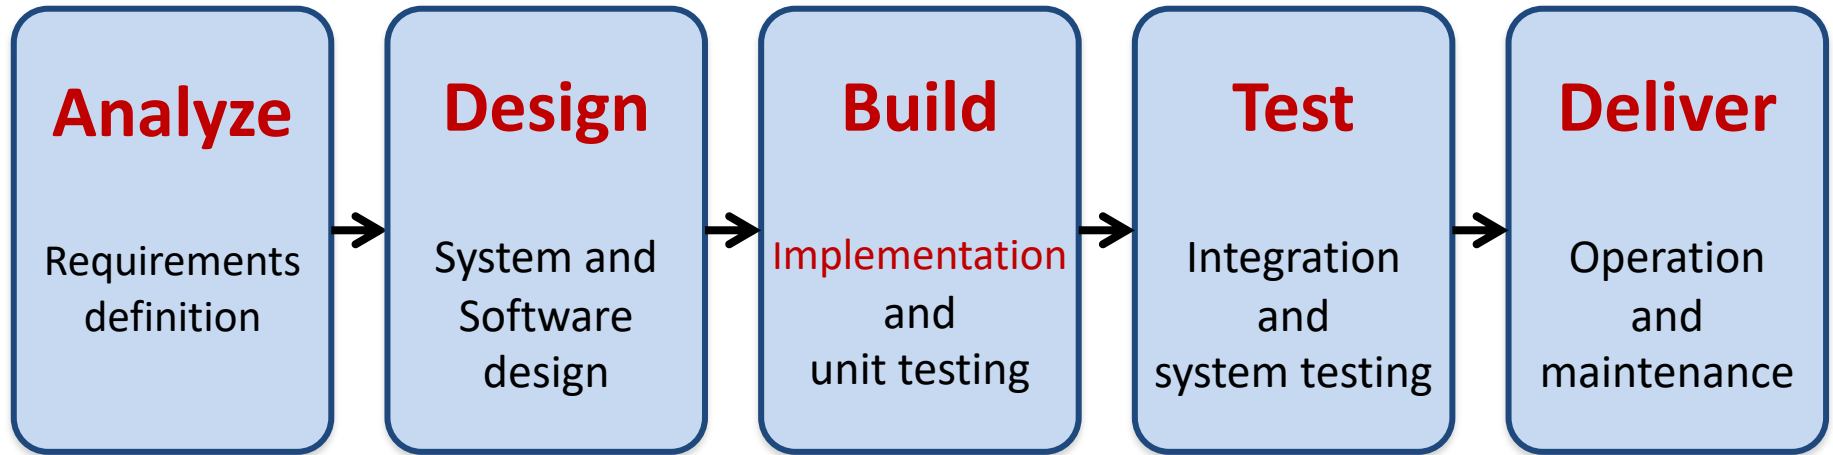 Analyze
Requirements
definition
Design
System and
Software
design
Build
Implementation
and
unit testing
Test
Integration
and
system testing
Deliver
Operation
and
maintenance